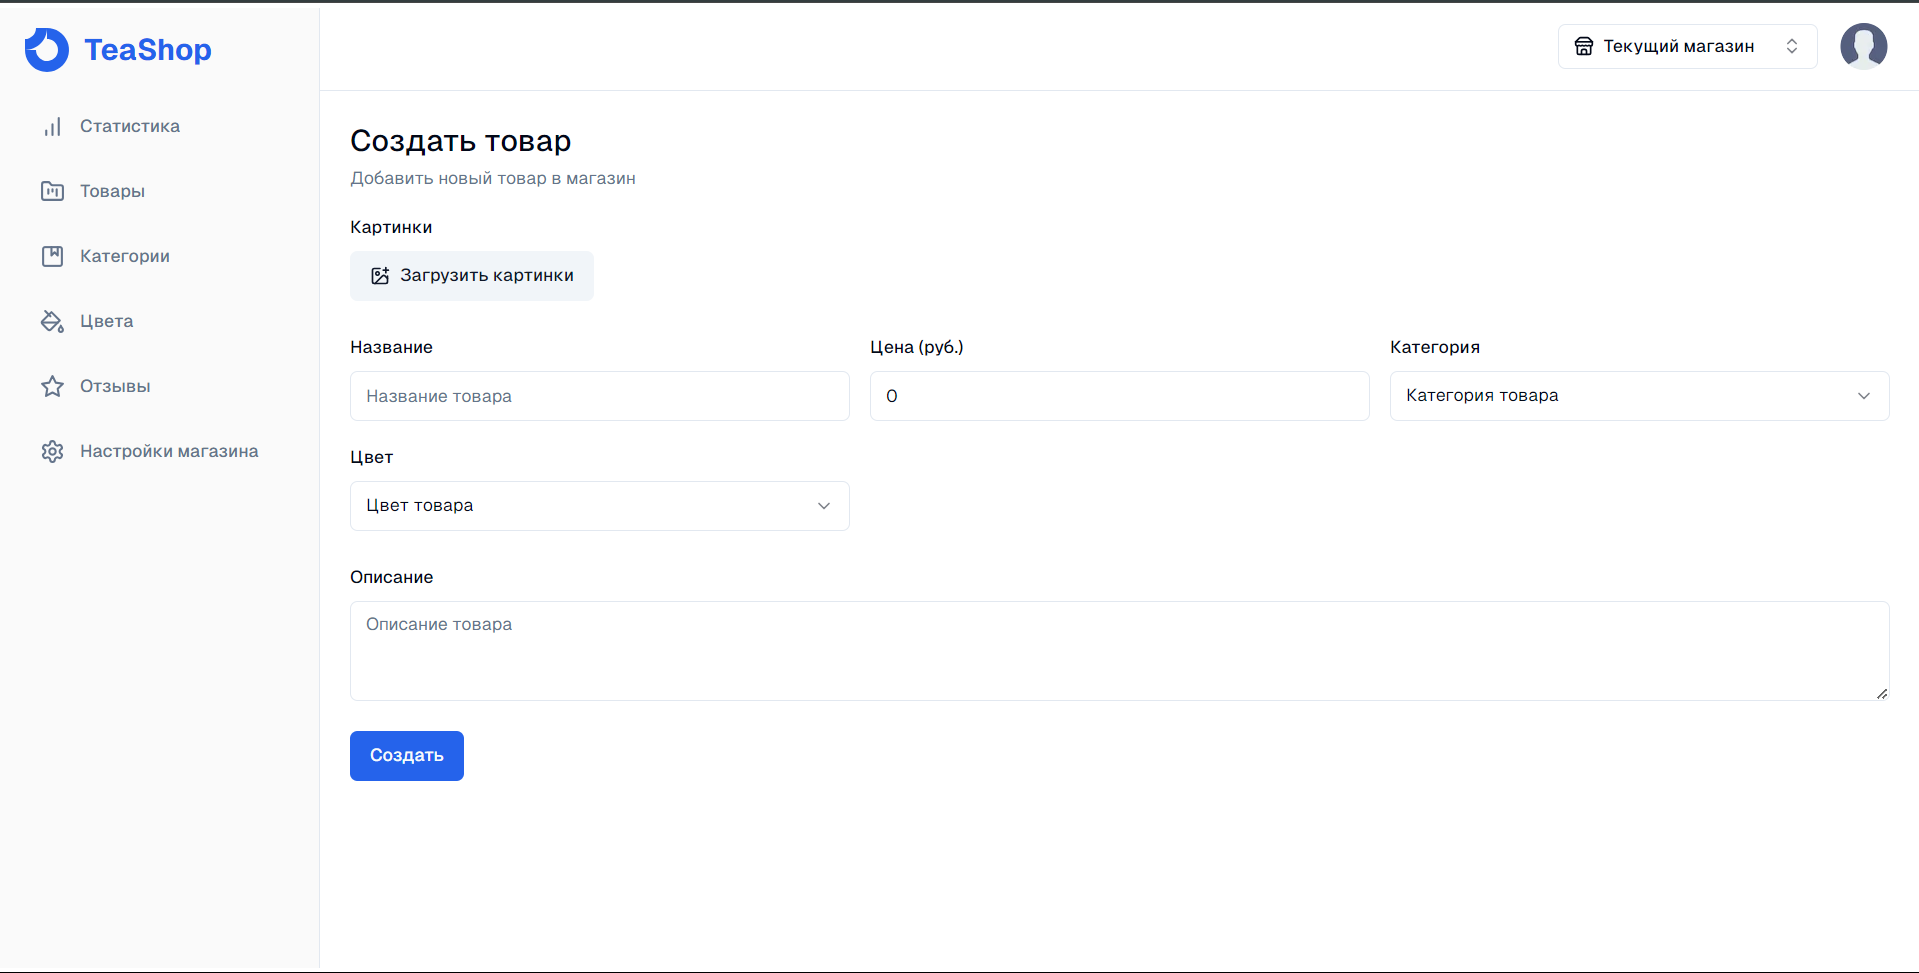 TeaShop
Текущий магазин
Статистика
Товары
Категории
Цвета
Отзывы
Настройки магазина
Создать товар
Добавить новый товар в магазин
Картинки
Загрузить картинки
Название
Цена (руб.)
Категория
Название товара
0
Категория товара
Цвет
Цвет товара
Описание
Описание товара
Создать